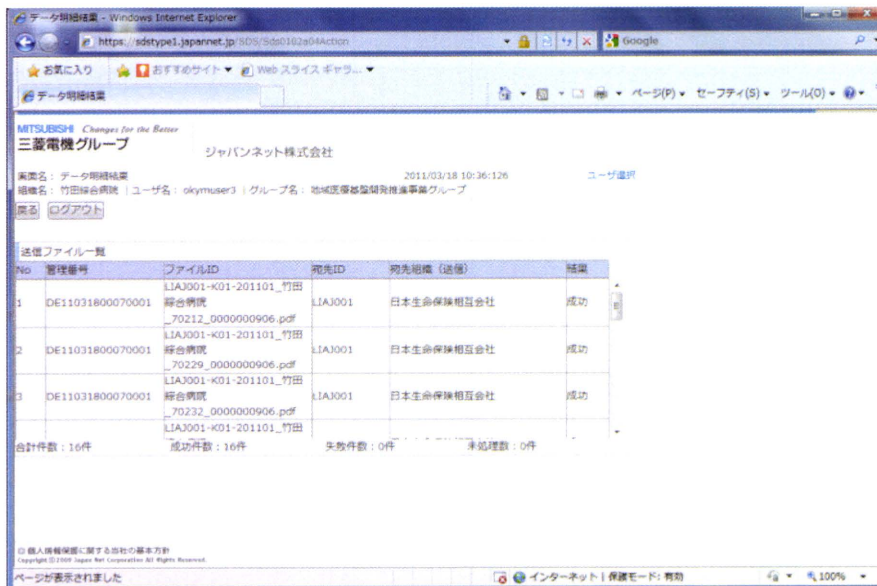 データ明細結果 - Windows Internet Explorer
https://sdstype1.japannet.jp/SDS/Sds0102a04Action
Google
お気に入り おすすめサイト ▼ Web スライス ギャラ... ▼
データ明細結果
ページ(P) ▼ セーフティ(S) ▼ ツール(O) ▼
MITSUBISHI Changes for the Better
三菱電機グループ
ジャパンネット株式会社
画面名： データ明細結果 2011/03/18 10:36:126 ユーザ選択
組織名： 竹田綜合病院 | ユーザ名： okymuser3 | グループ名： 地域医療基盤開発推進事業グループ
戻る ログアウト
送信ファイル一覧
No 管理番号 ファイルID 宛先ID 宛先組織（送信） 結果
1 DE11031800070001 LIAJ001-K01-201101_竹田
綜合病院
_70212_0000000906.pdf LIAJ001 日本生命保険相互会社 成功
2 DE11031800070001 LIAJ001-K01-201101_竹田
綜合病院
_70229_0000000906.pdf LIAJ001 日本生命保険相互会社 成功
3 DE11031800070001 LIAJ001-K01-201101_竹田
綜合病院
_70232_0000000906.pdf LIAJ001 日本生命保険相互会社 成功
LIAJ001-K01-201101_竹田
合計件数：16件 成功件数：16件 失敗件数：0件 未処理数：0件
個人情報保護に関する当社の基本方針
Copyright ⓒ 2009 Japan Net Corporation All Rights Reserved.
ページが表示されました
インターネット | 保護モード: 有効
100%